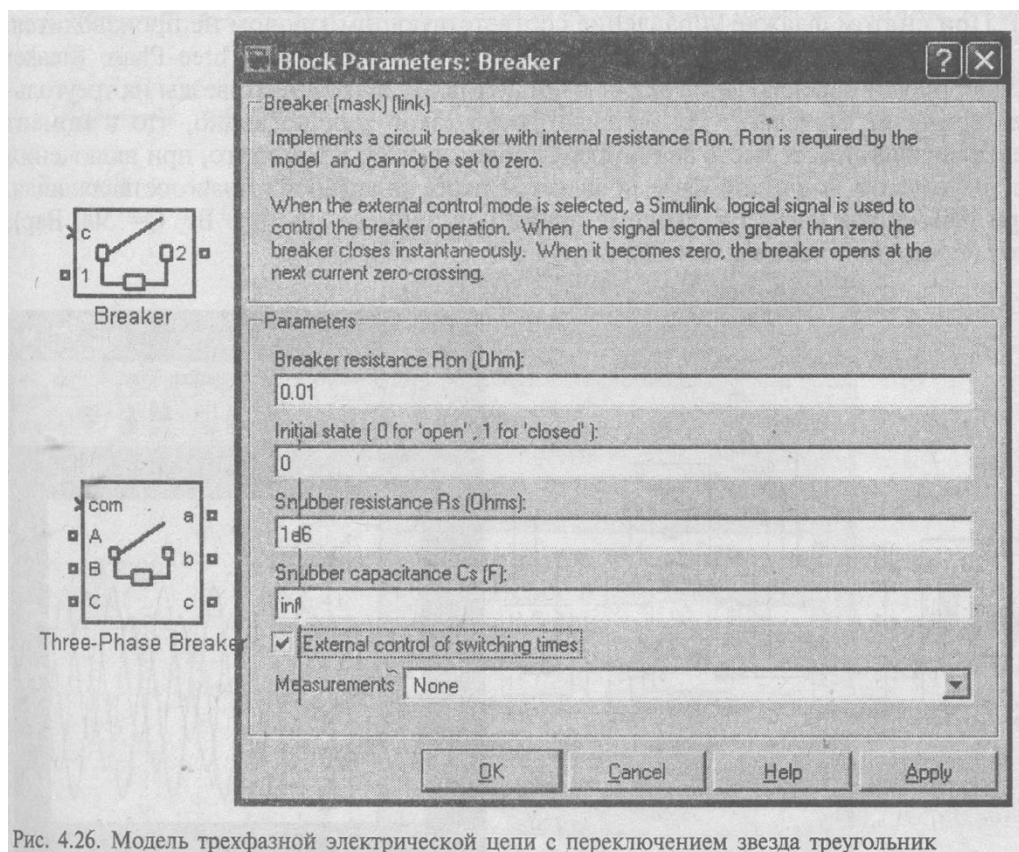 Block Parameters: Breaker
Breaker (mask) (link)
Implements a circuit breaker with internal resistance Ron. Ron is required by the
model and cannot be set to zero.
When the external control mode is selected, a Simulink logical signal is used to
control the breaker operation. When the signal becomes greater than zero the
breaker closes instantaneously. When it becomes zero, the breaker opens at the
next current zero-crossing.
c
1
2
Breaker
Parameters
Breaker resistance Ron (Ohm):
0.01
Initial state ( 0 for 'open' , 1 for 'closed' ):
0
Snubber resistance Rs (Ohms):
1e6
Snubber capacitance Cs (F):
inf
External control of switching times
Measurements None
OK Cancel Help Apply
com
A a
B b
C c
Three-Phase Breaker
Рис. 4.26. Модель трехфазной электрической цепи с переключением звезда треугольник